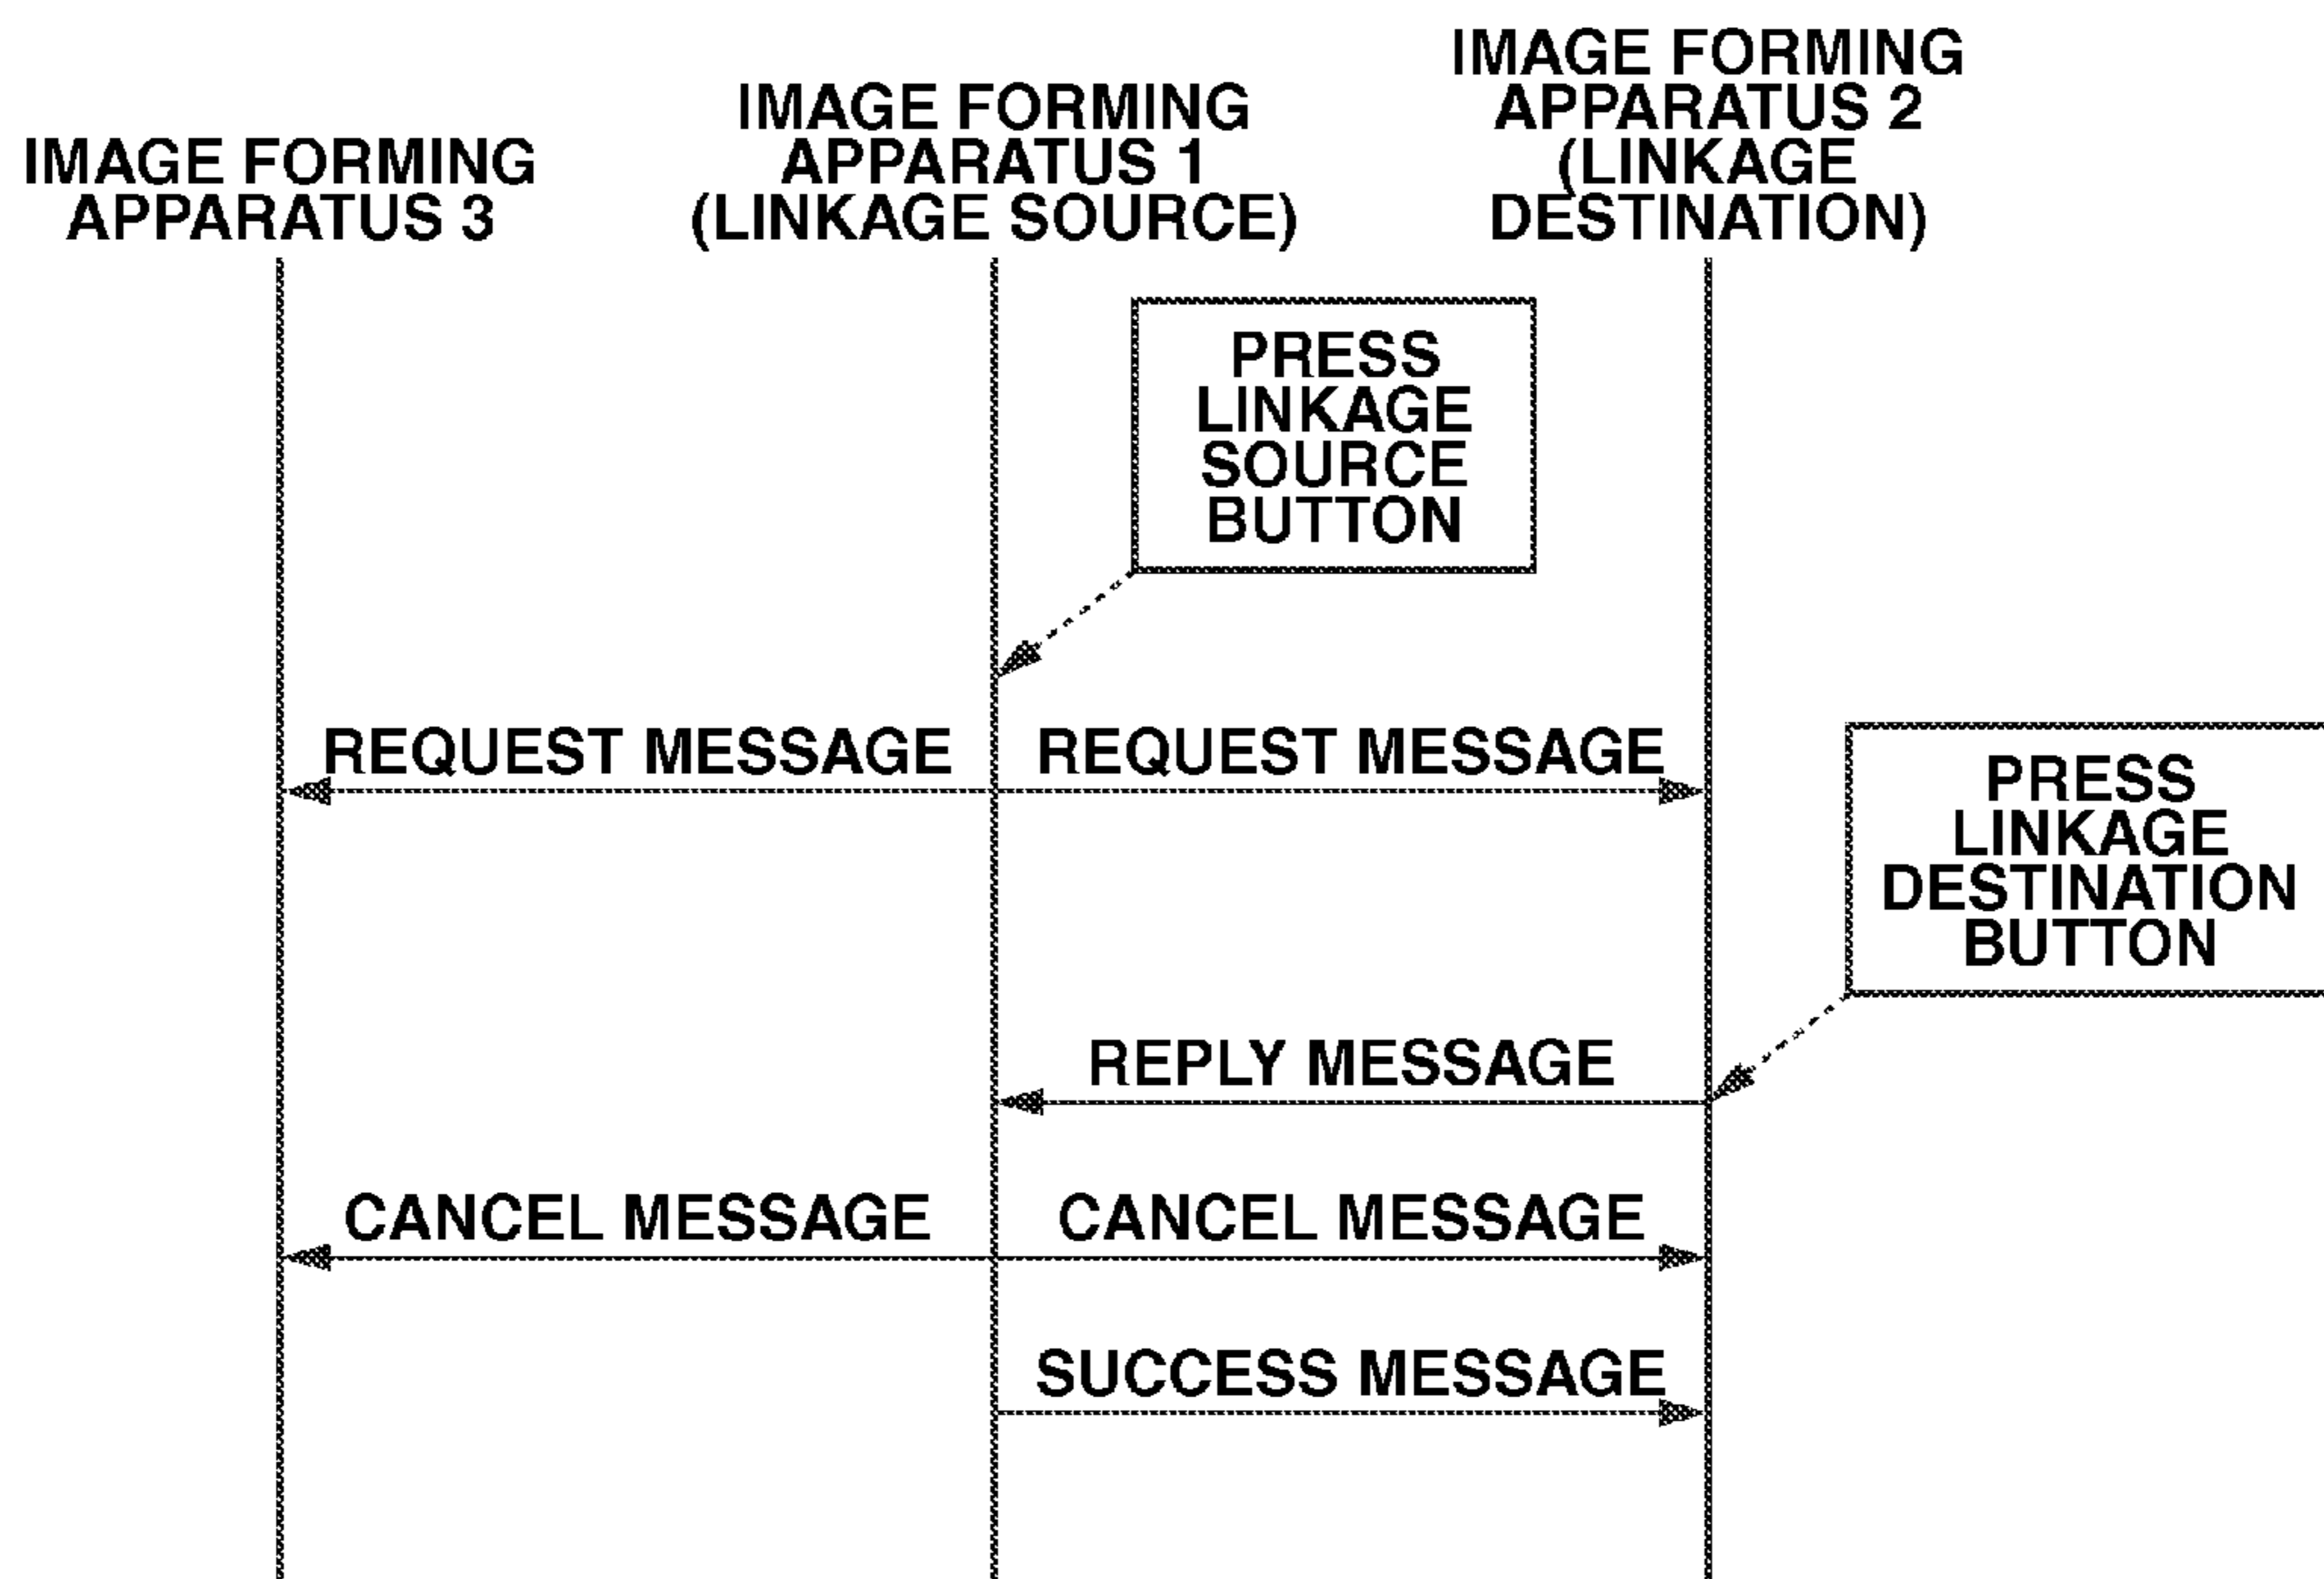 IMAGE FORMING
APPARATUS 3
IMAGE FORMING
APPARATUS 1
(LINKAGE SOURCE)
IMAGE FORMING
APPARATUS 2
(LINKAGE
DESTINATION)
PRESS
LINKAGE
SOURCE
BUTTON
REQUEST MESSAGE
REQUEST MESSAGE
PRESS
LINKAGE
DESTINATION
BUTTON
REPLY MESSAGE
CANCEL MESSAGE
CANCEL MESSAGE
SUCCESS MESSAGE